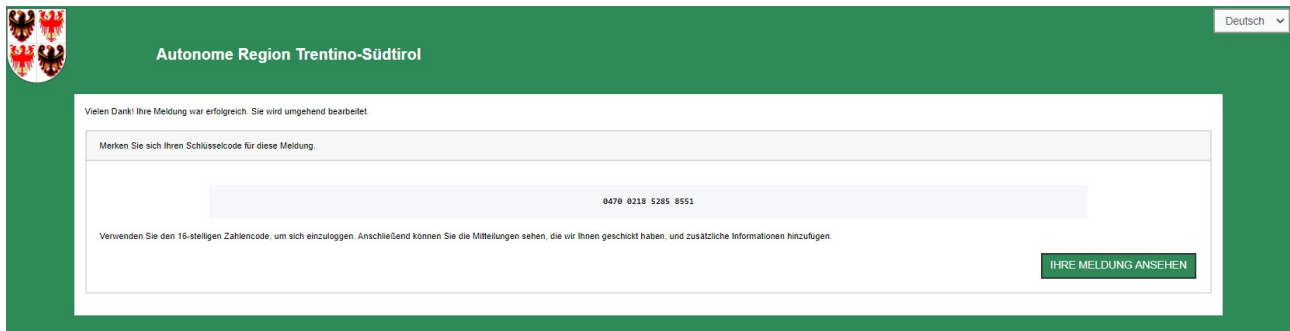 Deutsch
Autonome Region Trentino-Südtirol
Vielen Dank! Ihre Meldung war erfolgreich. Sie wird umgehend bearbeitet.
Merken Sie sich Ihren Schlüsselcode für diese Meldung.
0470 0218 5285 8551
Verwenden Sie den 16-stelligen Zahlencode, um sich einzuloggen. Anschließend können Sie die Mitteilungen sehen, die wir Ihnen geschickt haben, und zusätzliche Informationen hinzufügen.
IHRE MELDUNG ANSEHEN